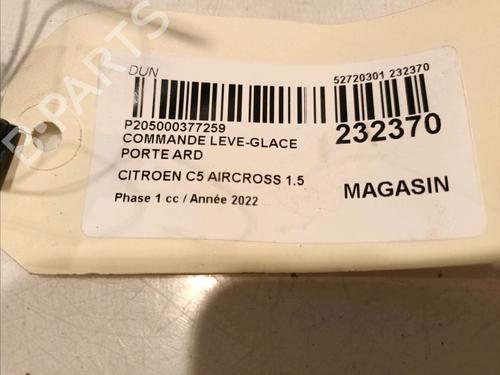 DUN
52720301 232370
P205000377259
232370
COMMANDE LEVE-GLACE
PORTE ARD
CITROEN C5 AIRCROSS 1.5
MAGASIN
Phase 1 cc / Année 2022
B-PARTS